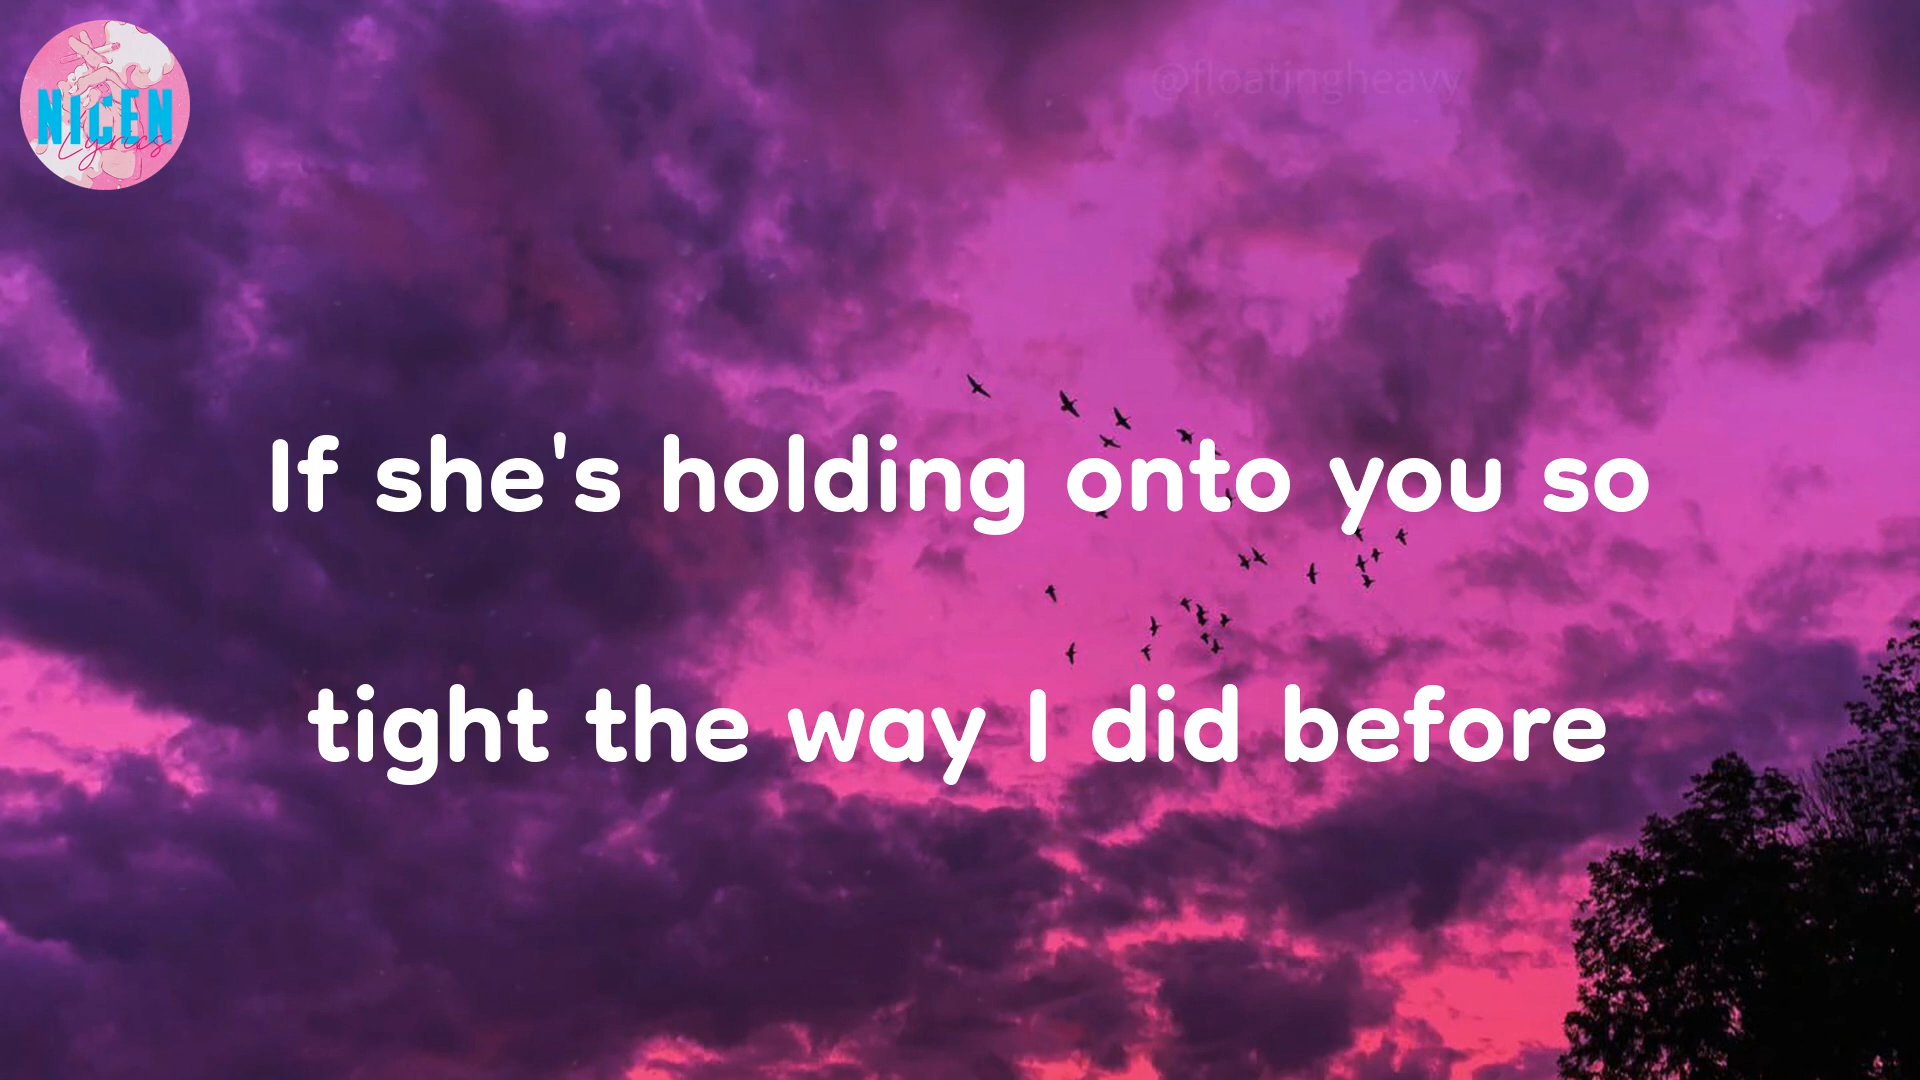 NICEN
Lyrics
@floatingheavy
If she's holding onto you so
tight the way I did before